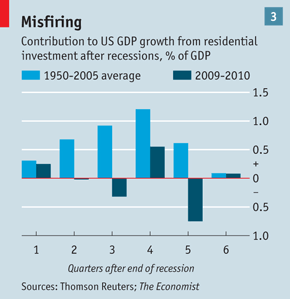 Misfiring
3
Contribution to US GDP growth from residential
investment after recessions, % of GDP
1950-2005 average 2009-2010
1.5
1.0
0.5
+
0
–
0.5
1.0
1 2 3 4 5 6
Quarters after end of recession
Sources: Thomson Reuters; The Economist